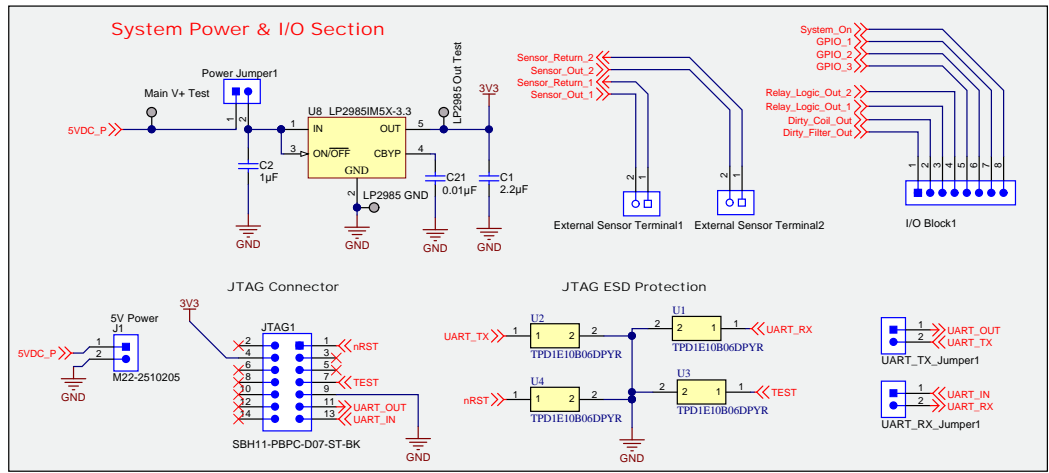 System Power & I/O Section
Power Jumper1
Main V+ Test
5VDC_P
1
2
U8 LP2985IM5X-3.3
1
IN
OUT
5
3
ON/OFF
CBYP
4
GND
2
LP2985 GND
LP2985 Out Test
3V3
C2
1µF
C21
0.01µF
C1
2.2µF
GND
GND
GND
GND
Sensor_Return_2
Sensor_Out_2
Sensor_Return_1
Sensor_Out_1
2
1
2
1
External Sensor Terminal1
External Sensor Terminal2
System_On
GPIO_1
GPIO_2
GPIO_3
Relay_Logic_Out_2
Relay_Logic_Out_1
Dirty_Coil_Out
Dirty_Filter_Out
1
2
3
4
5
6
7
8
I/O Block1
JTAG Connector
5V Power
J1
5VDC_P
1
2
M22-2510205
GND
3V3
JTAG1
2
1
nRST
4
3
6
5
8
7
TEST
10
9
12
11
UART_OUT
14
13
UART_IN
SBH11-PBPC-D07-ST-BK
GND
JTAG ESD Protection
UART_TX
1
U2
1
2
2
TPD1E10B06DPYR
2
U1
2
1
1
UART_RX
TPD1E10B06DPYR
nRST
1
U4
1
2
2
TPD1E10B06DPYR
2
U3
2
1
1
TEST
TPD1E10B06DPYR
GND
1
UART_OUT
2
UART_TX
UART_TX_Jumper1
1
UART_IN
2
UART_RX
UART_RX_Jumper1